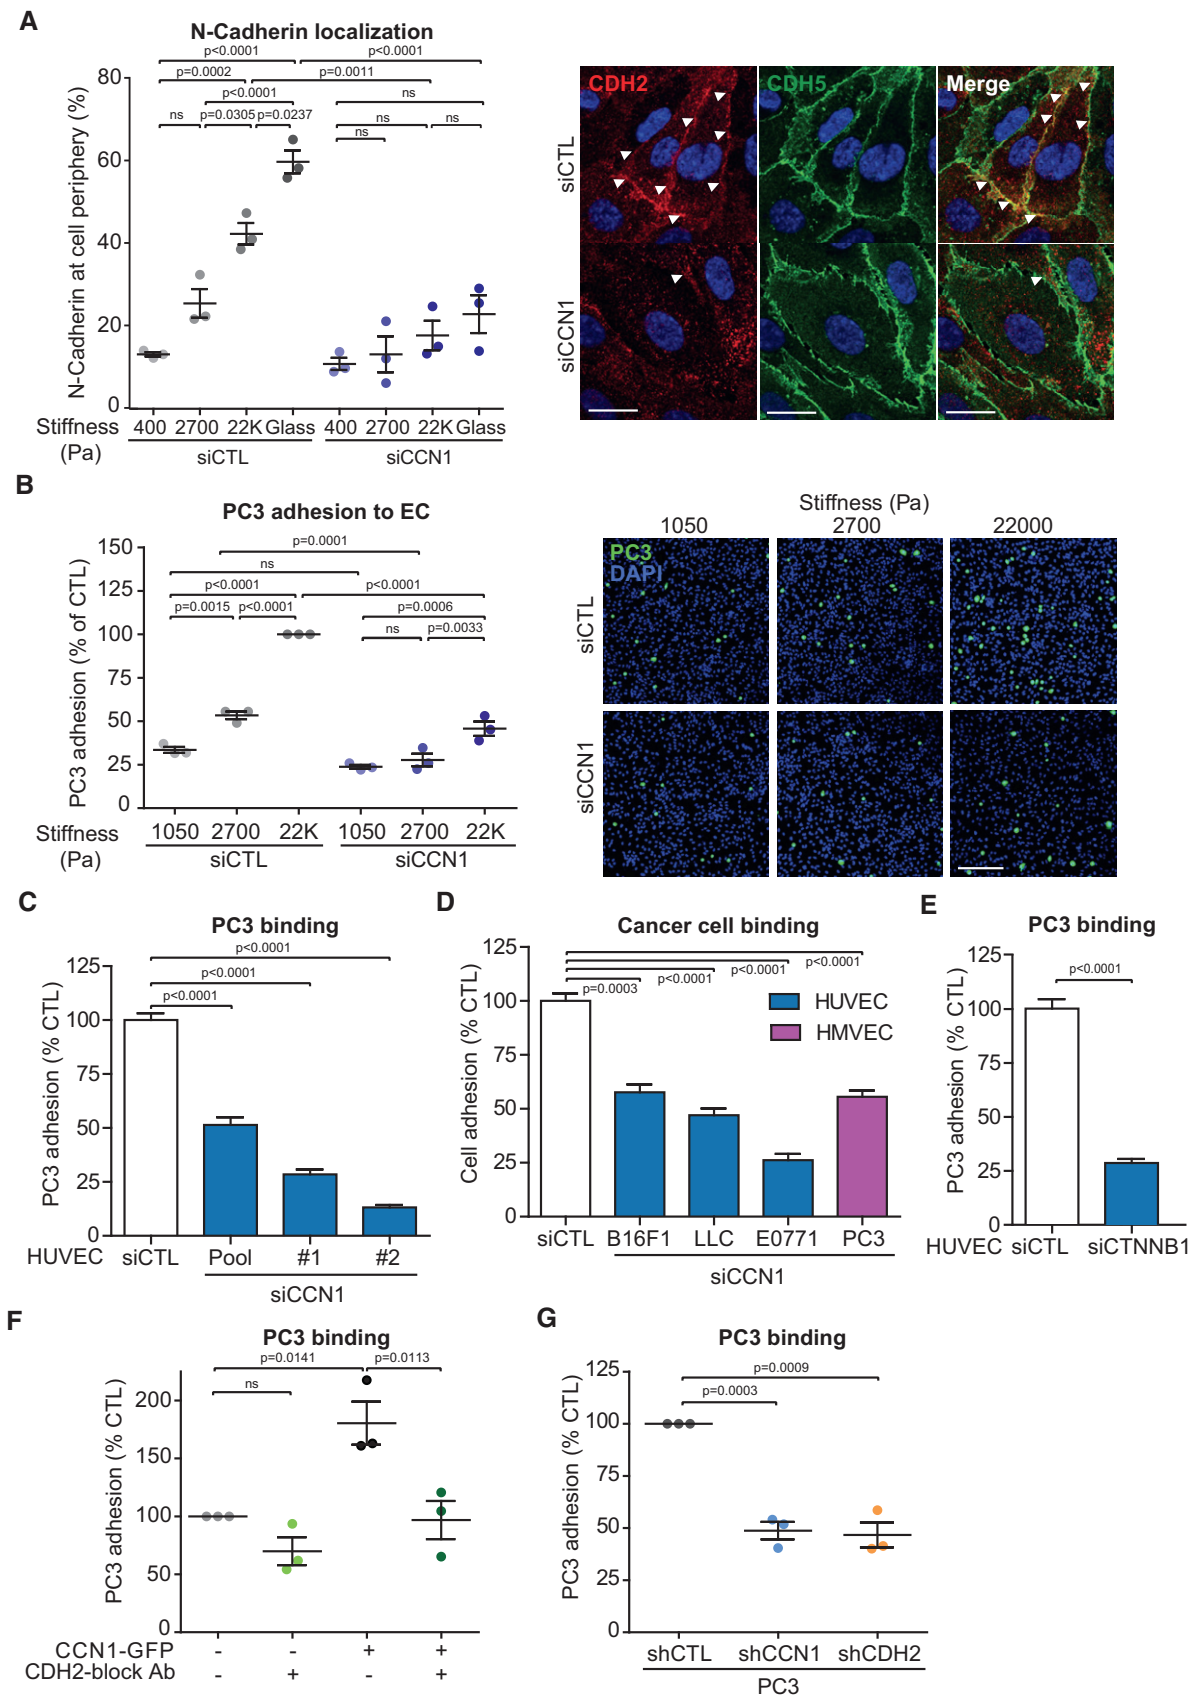 A
N-Cadherin localization
p<0.0001 p<0.0001
p=0.0002 p=0.0011
p<0.0001 ns
ns p=0.0305 p=0.0237 ns ns
ns
N-Cadherin at cell periphery (%)
80
60
40
20
0
Stiffness (Pa)
400 2700 22K Glass 400 2700 22K Glass
siCTL siCCN1
CDH2 CDH5 Merge
siCTL
siCCN1
B
PC3 adhesion to EC
p=0.0001
ns
p<0.0001 p<0.0001
p=0.0015 p<0.0001 p=0.0006
ns p=0.0033
PC3 adhesion (% of CTL)
150
125
100
75
50
25
0
Stiffness (Pa)
1050 2700 22K 1050 2700 22K
siCTL siCCN1
Stiffness (Pa)
1050 2700 22000
PC3
DAPI
siCTL
siCCN1
C
PC3 binding
p<0.0001
p<0.0001
p<0.0001
PC3 adhesion (% CTL)
125
100
75
50
25
0
HUVEC siCTL Pool #1 #2
siCCN1
D
Cancer cell binding
p=0.0003 p<0.0001 p<0.0001 p<0.0001
HUVEC
HMVEC
Cell adhesion (% CTL)
125
100
75
50
25
0
siCTL B16F1 LLC E0771 PC3
siCCN1
E
PC3 binding
p<0.0001
PC3 adhesion (% CTL)
125
100
75
50
25
0
HUVEC siCTL siCTNNB1
F
PC3 binding
p=0.0141 p=0.0113
ns
PC3 adhesion (% CTL)
200
150
100
50
0
CCN1-GFP - - + +
CDH2-block Ab - + - +
G
PC3 binding
p=0.0009
p=0.0003
PC3 adhesion (% CTL)
125
100
75
50
25
0
shCTL shCCN1 shCDH2
PC3